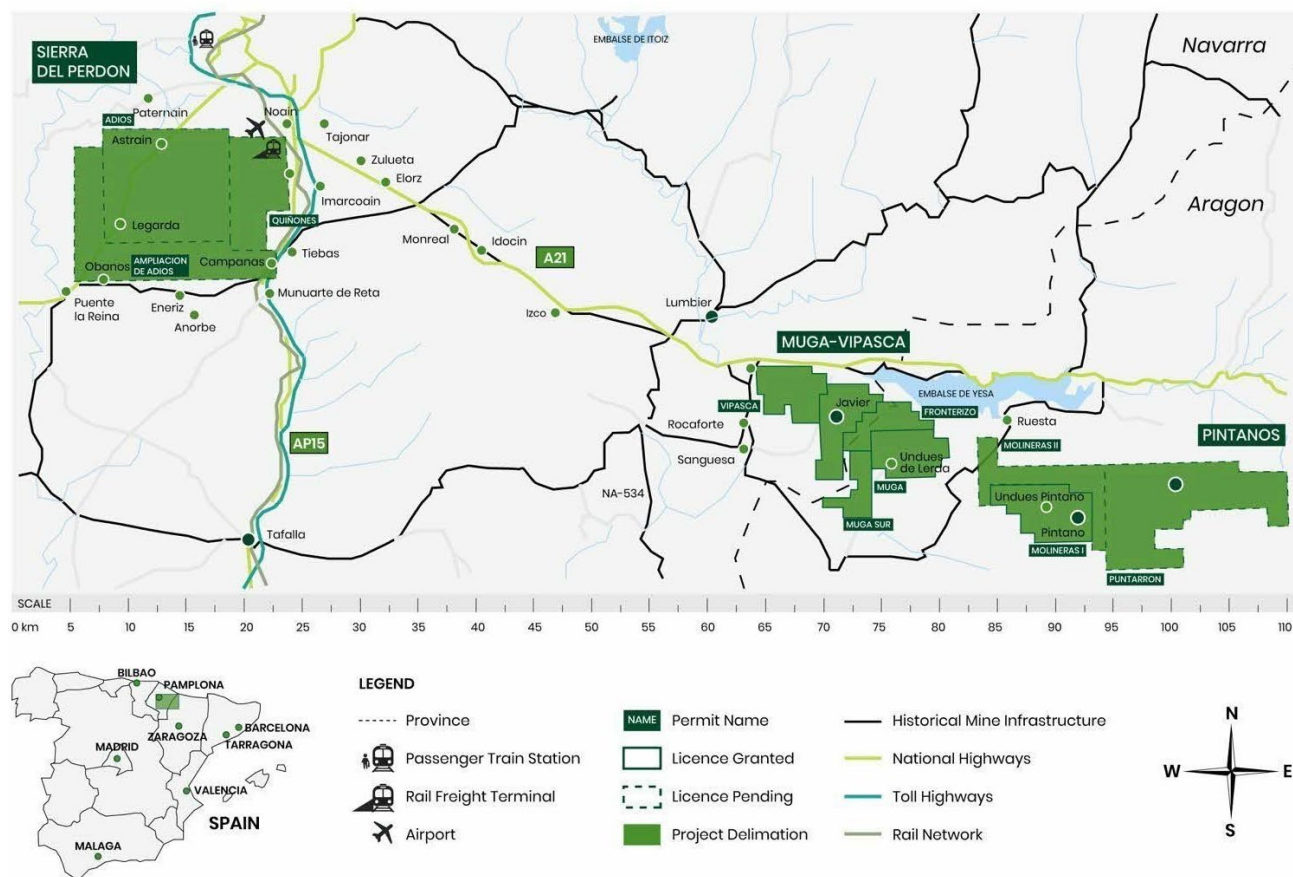 SIERRA
DEL PERDON
EMBALSE DE ITOIZ
Navarra
Aragon
Paternain
ADIOS
Astrain
Noain
Tajonar
Zulueta
Elorz
Imarcoain
Legarda
QUIÑONES
Monreal
Idocin
A21
Obanos
AMPLIACION
DE ADIOS
Campanas
Tiebas
Puente
la Reina
Eneriz
Anorbe
Munuarte de Reta
Izco
Lumbier
MUGA-VIPASCA
EMBALSE DE YESA
VIPASCA
Javier
FRONTERIZO
Rocaforte
Ruesta
AP15
Sanguesa
MOLINERAS II
PINTANOS
Undues
de Lerda
NA-534
MUGA
Undues Pintano
MUGA SUR
Pintano
Tafalla
MOLINERAS I
PUNTARRON
SCALE
0 km 5 10 15 20 25 30 35 40 45 50 55 60 65 70 75 80 85 90 95 100 105 110
BILBAO
PAMPLONA
BARCELONA
ZARAGOZA
TARRAGONA
MADRID
VALENCIA
SPAIN
MALAGA
LEGEND
Province
Passenger Train Station
Rail Freight Terminal
Airport
NAME Permit Name
Licence Granted
Licence Pending
Project Delimation
Historical Mine Infrastructure
National Highways
Toll Highways
Rail Network
N
W E
S